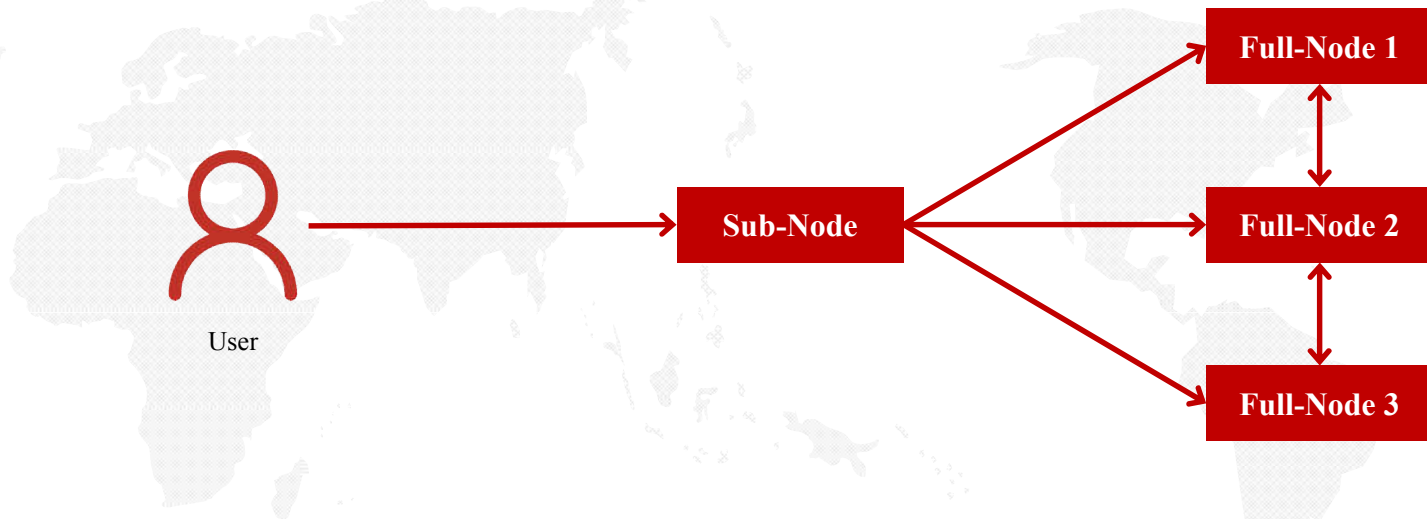 Full-Node 1
Sub-Node
Full-Node 2
User
Full-Node 3